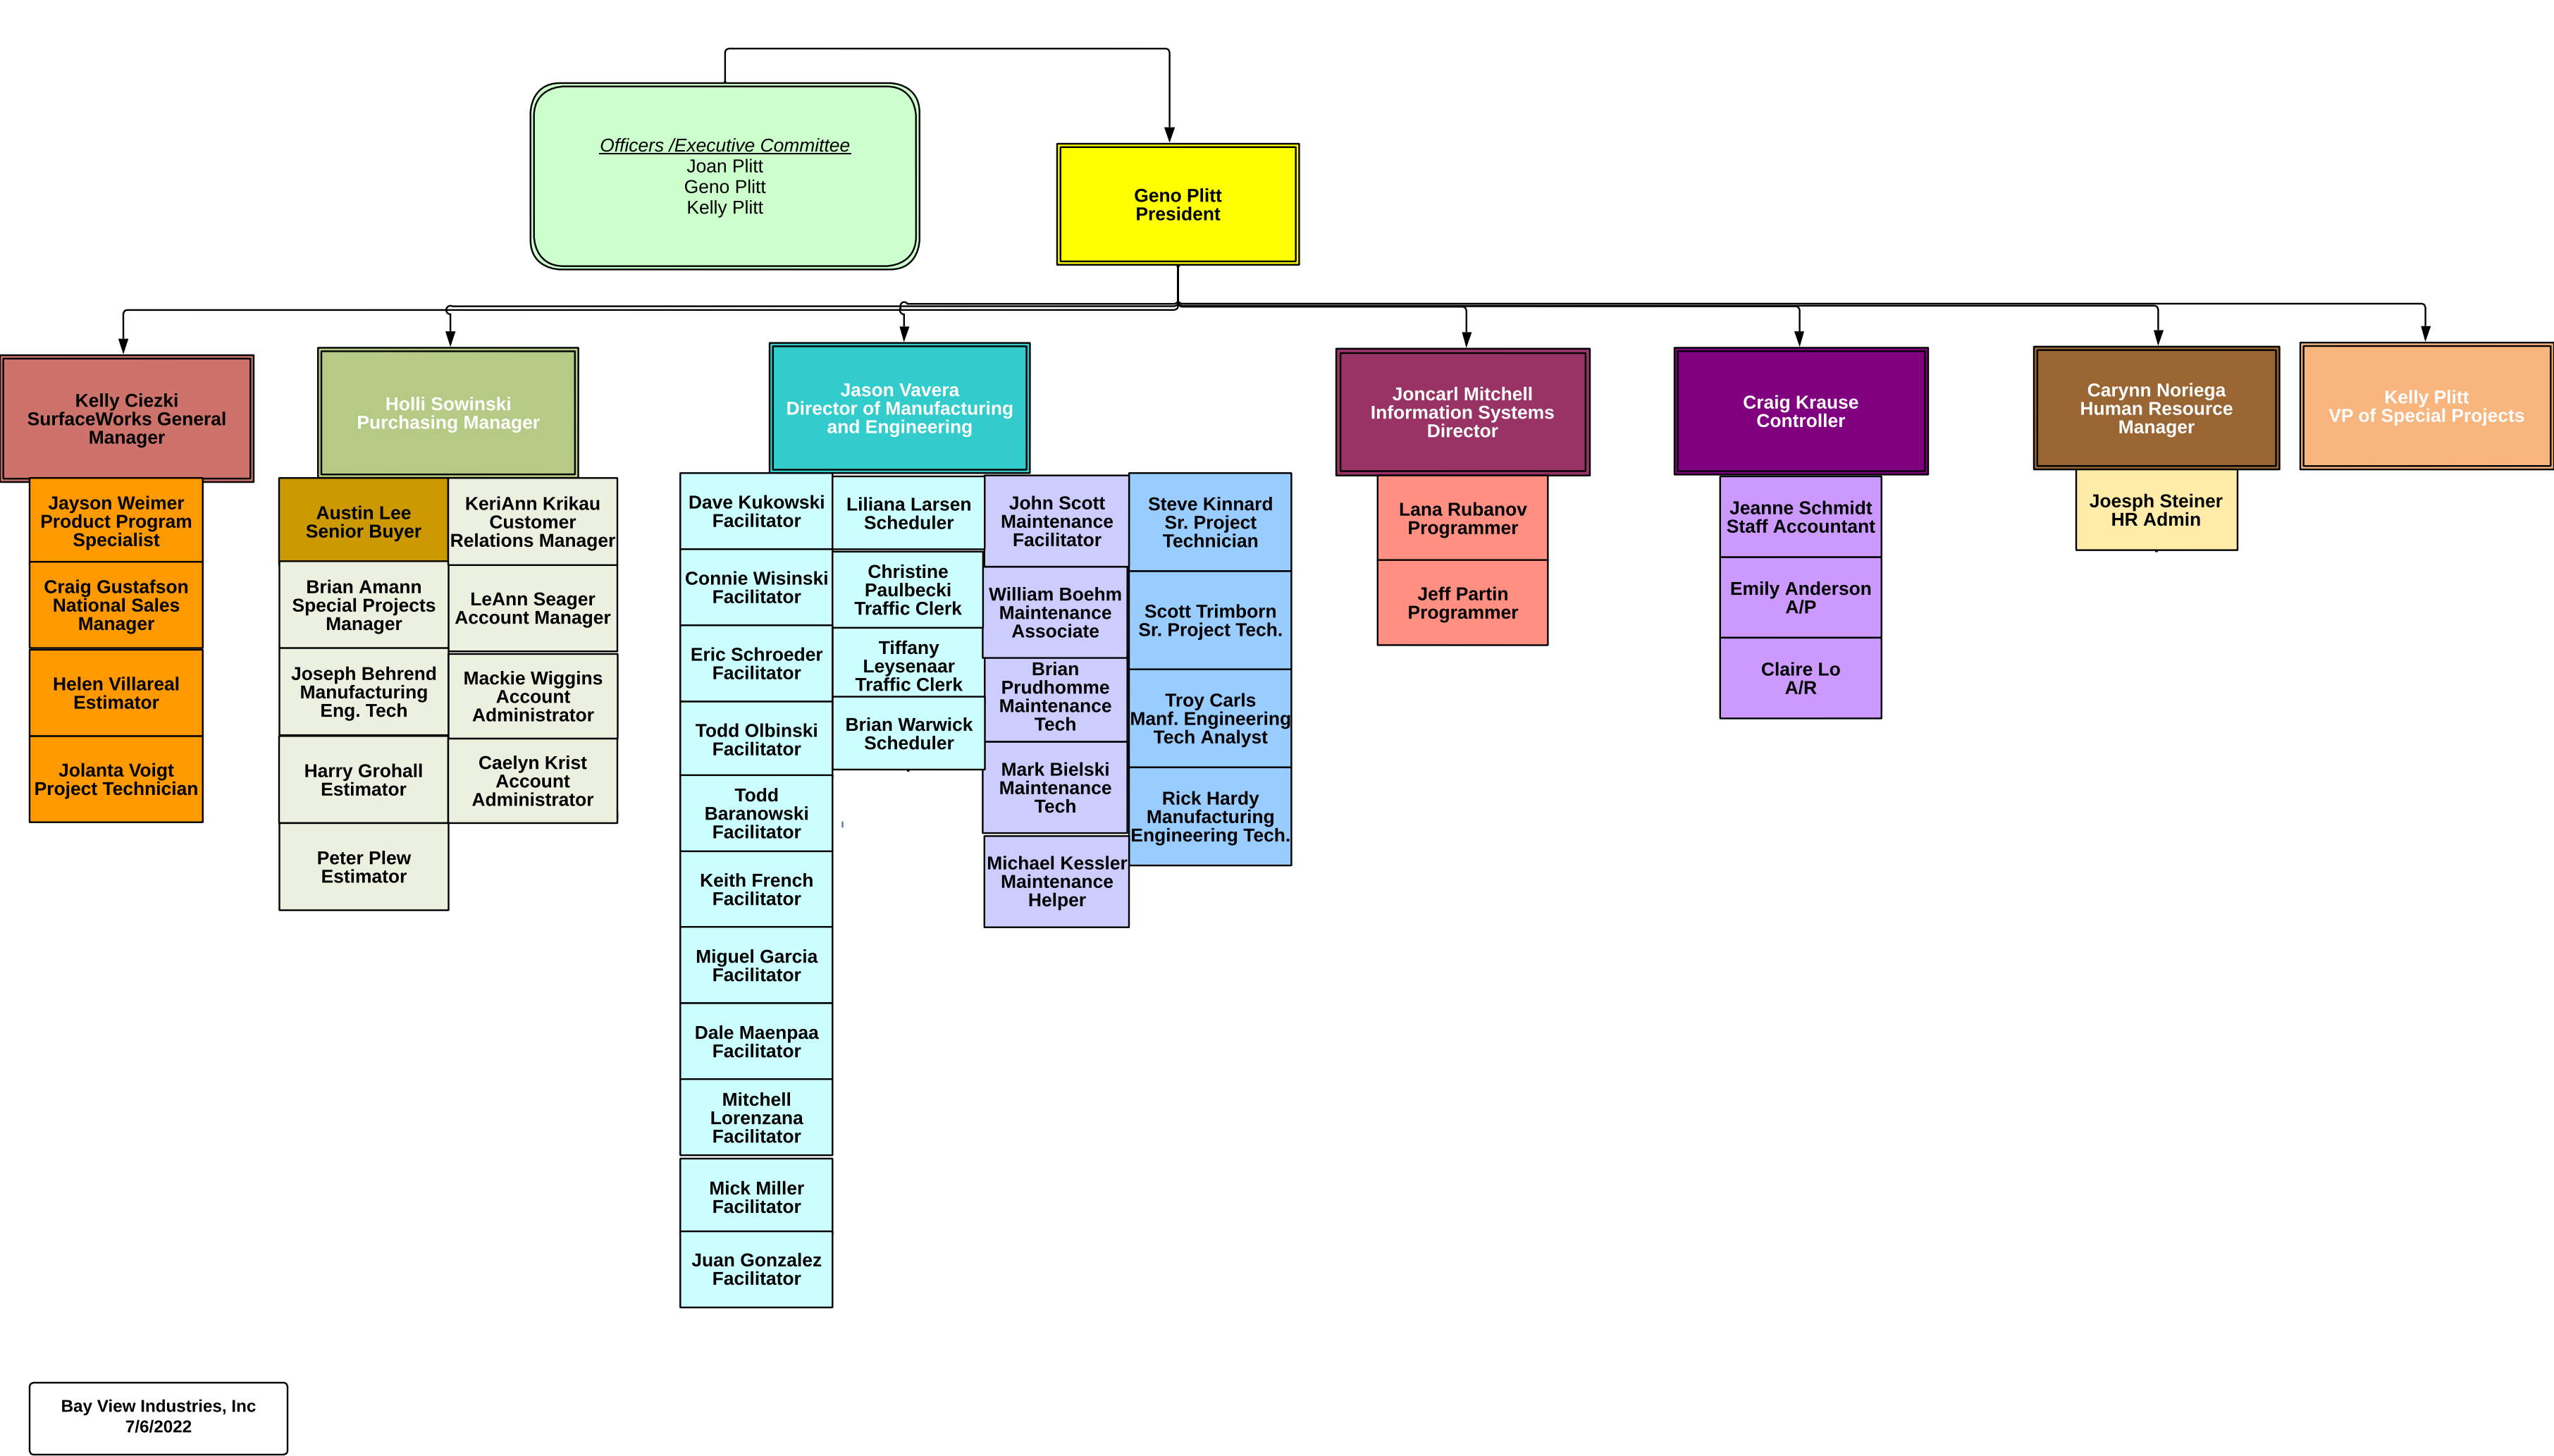 Officers /Executive Committee
Joan Plitt
Geno Plitt
Kelly Plitt
Geno Plitt
President
Kelly Ciezki
SurfaceWorks General
Manager
Jayson Weimer
Product Program
Specialist
Craig Gustafson
National Sales
Manager
Helen Villareal
Estimator
Jolanta Voigt
Project Technician
Holli Sowinski
Purchasing Manager
Austin Lee
Senior Buyer
Brian Amann
Special Projects
Manager
Joseph Behrend
Manufacturing
Eng. Tech
Harry Grohall
Estimator
Peter Plew
Estimator
KeriAnn Krikau
Customer
Relations Manager
LeAnn Seager
Account Manager
Mackie Wiggins
Account
Administrator
Caelyn Krist
Account
Administrator
Jason Vavera
Director of Manufacturing
and Engineering
Dave Kukowski
Facilitator
Connie Wisinski
Facilitator
Eric Schroeder
Facilitator
Todd Olbinski
Facilitator
Todd
Baranowski
Facilitator
Keith French
Facilitator
Miguel Garcia
Facilitator
Dale Maenpaa
Facilitator
Mitchell
Lorenzana
Facilitator
Mick Miller
Facilitator
Juan Gonzalez
Facilitator
Liliana Larsen
Scheduler
Christine
Paulbecki
Traffic Clerk
Tiffany
Leysenaar
Traffic Clerk
Brian Warwick
Scheduler
John Scott
Maintenance
Facilitator
William Boehm
Maintenance
Associate
Brian
Prudhomme
Maintenance
Tech
Mark Bielski
Maintenance
Tech
Michael Kessler
Maintenance
Helper
Steve Kinnard
Sr. Project
Technician
Scott Trimborn
Sr. Project Tech.
Troy Carls
Manf. Engineering
Tech Analyst
Rick Hardy
Manufacturing
Engineering Tech.
Joncarl Mitchell
Information Systems
Director
Lana Rubanov
Programmer
Jeff Partin
Programmer
Craig Krause
Controller
Jeanne Schmidt
Staff Accountant
Emily Anderson
A/P
Claire Lo
A/R
Carynn Noriega
Human Resource
Manager
Joesph Steiner
HR Admin
Kelly Plitt
VP of Special Projects
Bay View Industries, Inc
7/6/2022